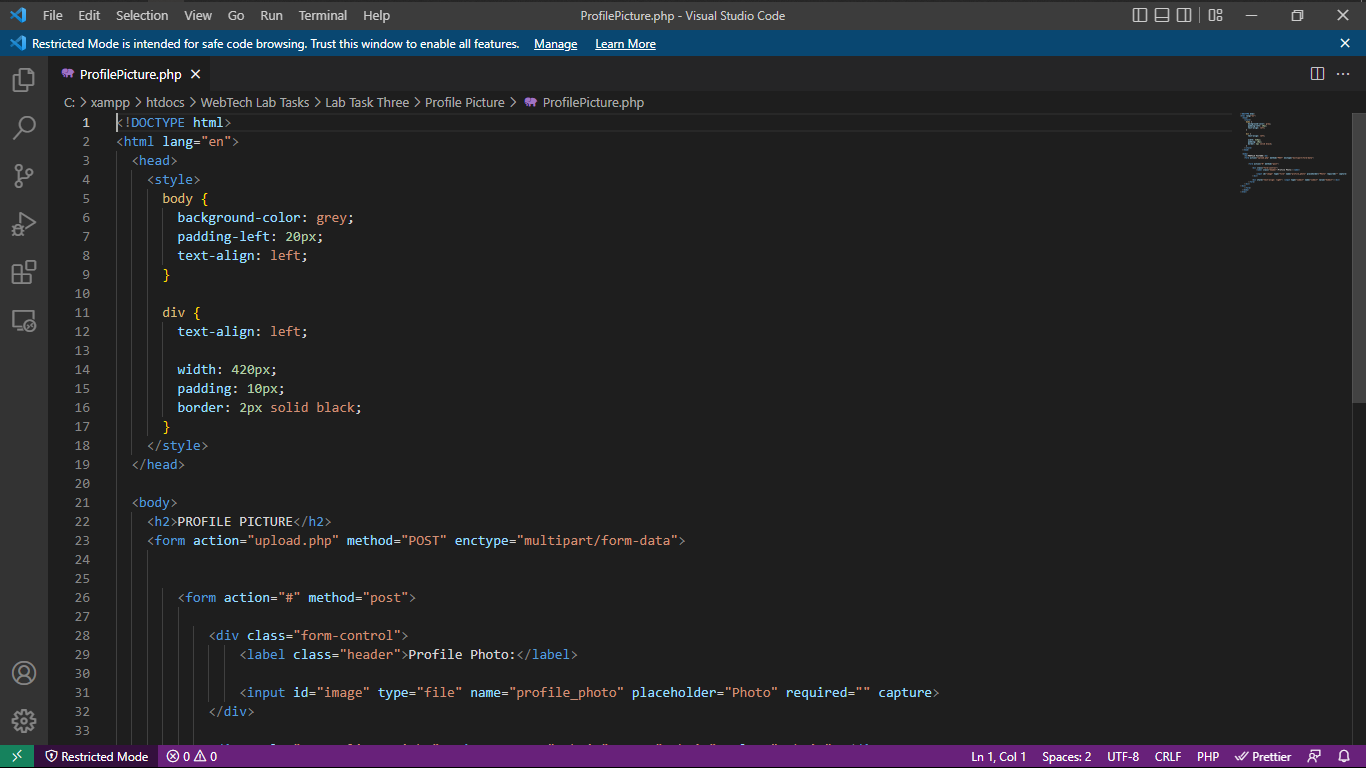 File Edit Selection View Go Run Terminal Help ProfilePicture.php - Visual Studio Code
Restricted Mode is intended for safe code browsing. Trust this window to enable all features. Manage Learn More
ProfilePicture.php
C: > xampp > htdocs > WebTech Lab Tasks > Lab Task Three > Profile Picture > ProfilePicture.php
1 <!DOCTYPE html>
2 <html lang="en">
3 <head>
4 <style>
5 body {
6 background-color: grey;
7 padding-left: 20px;
8 text-align: left;
9 }
10
11 div {
12 text-align: left;
13
14 width: 420px;
15 padding: 10px;
16 border: 2px solid black;
17 }
18 </style>
19 </head>
20
21 <body>
22 <h2>PROFILE PICTURE</h2>
23 <form action="upload.php" method="POST" enctype="multipart/form-data">
24
25
26 <form action="#" method="post">
27
28 <div class="form-control">
29 <label class="header">Profile Photo:</label>
30
31 <input id="image" type="file" name="profile_photo" placeholder="Photo" required="" capture>
32 </div>
33
Restricted Mode 0 0 Ln 1, Col 1 Spaces: 2 UTF-8 CRLF PHP Prettier